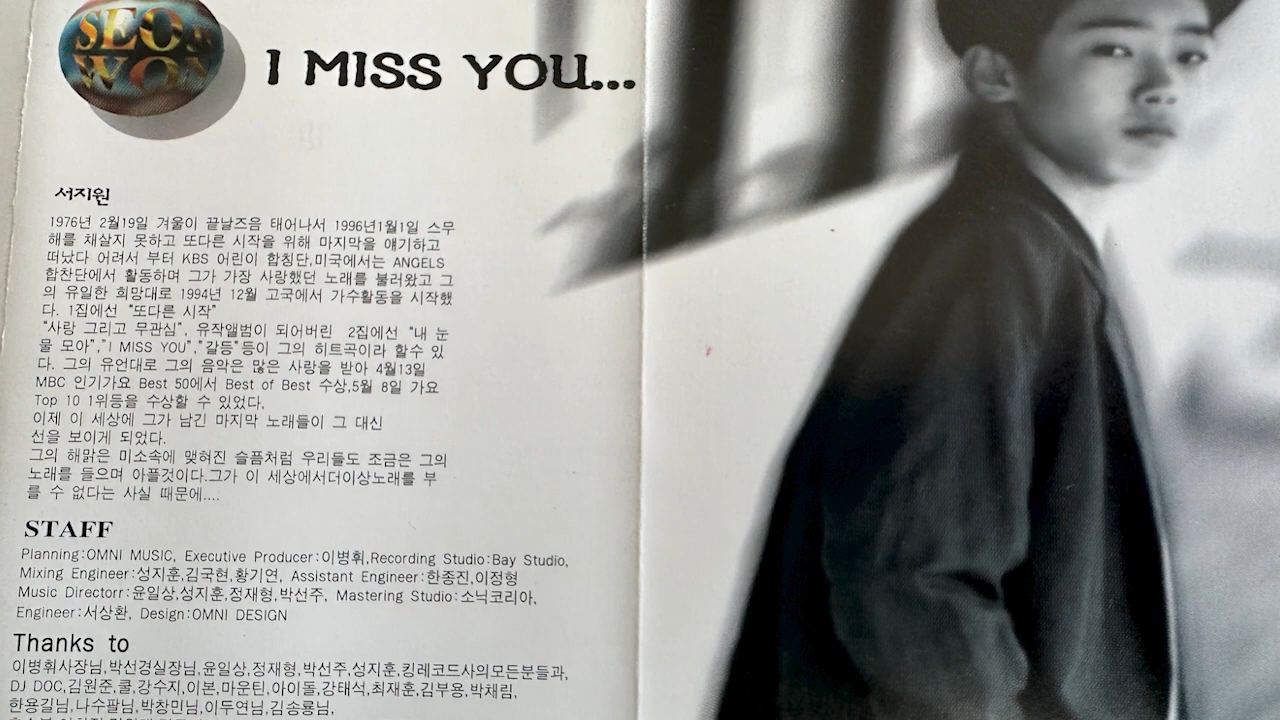 SEO
WON
I MISS YOU...
서지원
1976년 2월19일 겨울이 끝날즈음 태어나서 1996년1월1일 스무
해를 채살지 못하고 또다른 시작을 위해 마지막을 얘기하고
떠났다 어려서 부터 KBS 어린이 합칭단,미국에서는 ANGELS
합찬단에서 활동하며 그가 가장 사랑했던 노래를 불러왔고 그
의 유일한 희망대로 1994년 12월 고국에서 가수활동을 시작했
다. 1집에선 "또다른 시작"
"사랑 그리고 무관심", 유작앨범이 되어버린 2집에선 "내 눈
물 모아","I MISS YOU","갈등"등이 그의 히트곡이라 할수 있
다. 그의 유언대로 그의 음악은 많은 사랑을 받아 4월13일
MBC 인기가요 Best 50에서 Best of Best 수상,5월 8일 가요
Top 10 1위등을 수상할 수 있었다.
이제 이 세상에 그가 남긴 마지막 노래들이 그 대신
선을 보이게 되었다.
그의 해맑은 미소속에 맺혀진 슬픔처럼 우리들도 조금은 그의
노래를 들으며 아플것이다.그가 이 세상에서더이상노래를 부
를 수 없다는 사실 때문에....
STAFF
Planning:OMNI MUSIC, Executive Producer:이병휘,Recording Studio:Bay Studio,
Mixing Engineer:성지훈,김국현,황기연, Assistant Engineer:한종진,이정형
Music Directorr:윤일상,성지훈,정재형,박선주, Mastering Studio:소닉코리아,
Engineer:서상환, Design:OMNI DESIGN
Thanks to
이병휘사장님,박선경실장님,윤일상,정재형,박선주,성지훈,킹레코드사의모든분들과,
DJ DOC,김원준,쿨,강수지,이본,마운틴,아이돌,강태석,최재훈,김부용,박채림,
한용길님,나수팔님,박창민님,이두연님,김송룡님,